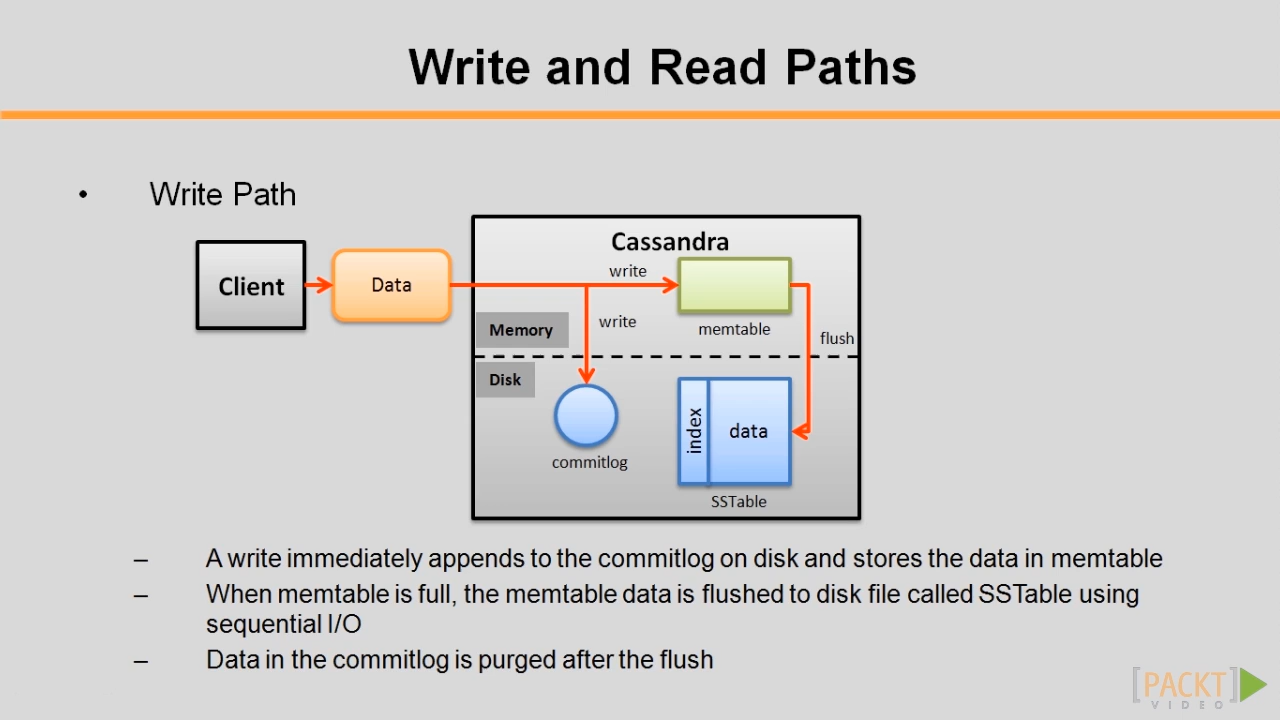 Write and Read Paths
• Write Path
Cassandra
Client
Data
write
write
memtable
Memory
flush
Disk
index
data
commitlog
SSTable
– A write immediately appends to the commitlog on disk and stores the data in memtable
– When memtable is full, the memtable data is flushed to disk file called SSTable using
sequential I/O
– Data in the commitlog is purged after the flush
[PACKT]
VIDEO